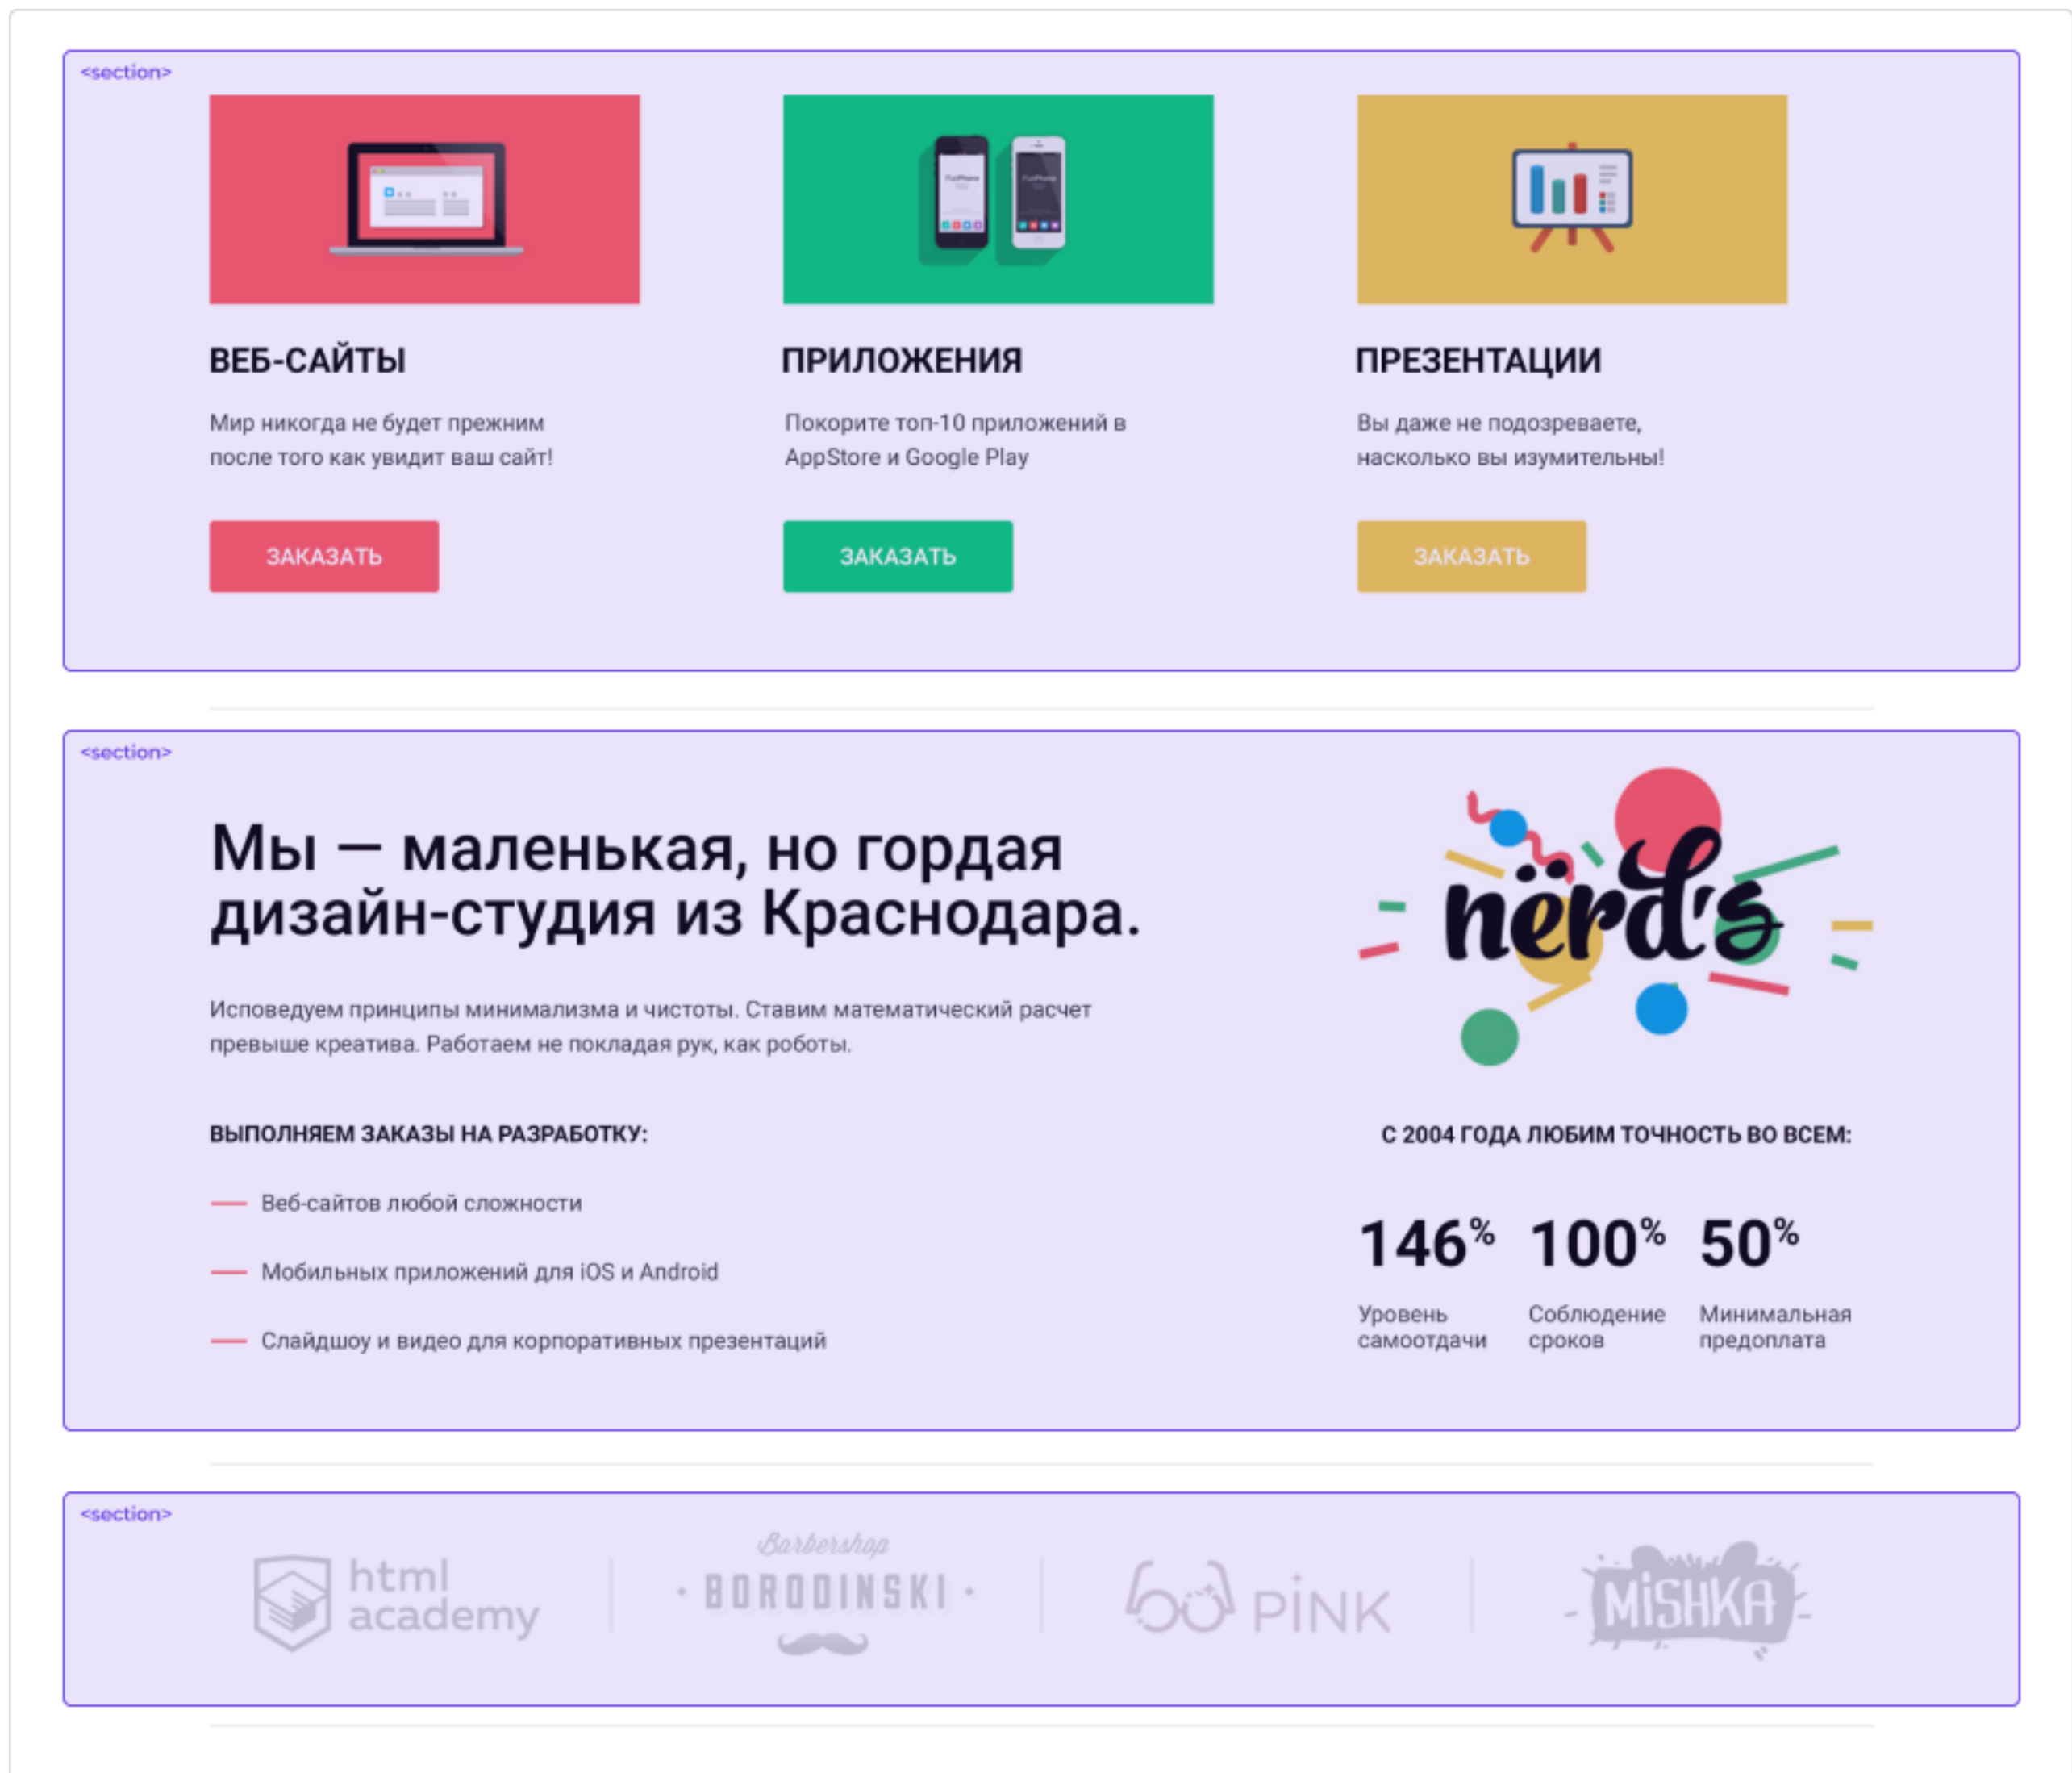 <section>
ВЕБ-САЙТЫ
Мир никогда не будет прежним
после того как увидит ваш сайт!
ЗАКАЗАТЬ
ПРИЛОЖЕНИЯ
Покорите топ-10 приложений в
AppStore и Google Play
ЗАКАЗАТЬ
ПРЕЗЕНТАЦИИ
Вы даже не подозреваете,
насколько вы изумительны!
ЗАКАЗАТЬ
<section>
Мы — маленькая, но гордая
дизайн-студия из Краснодара.
Исповедуем принципы минимализма и чистоты. Ставим математический расчет
превыше креатива. Работаем не покладая рук, как роботы.
ВЫПОЛНЯЕМ ЗАКАЗЫ НА РАЗРАБОТКУ:
Веб-сайтов любой сложности
Мобильных приложений для iOS и Android
Слайдшоу и видео для корпоративных презентаций
nërd's
С 2004 ГОДА ЛЮБИМ ТОЧНОСТЬ ВО ВСЕМ:
146% 100% 50%
Уровень
самоотдачи
Соблюдение
сроков
Минимальная
предоплата
<section>
html
academy
Barbershop
BORODINSKI
PiNK
MiSHKA